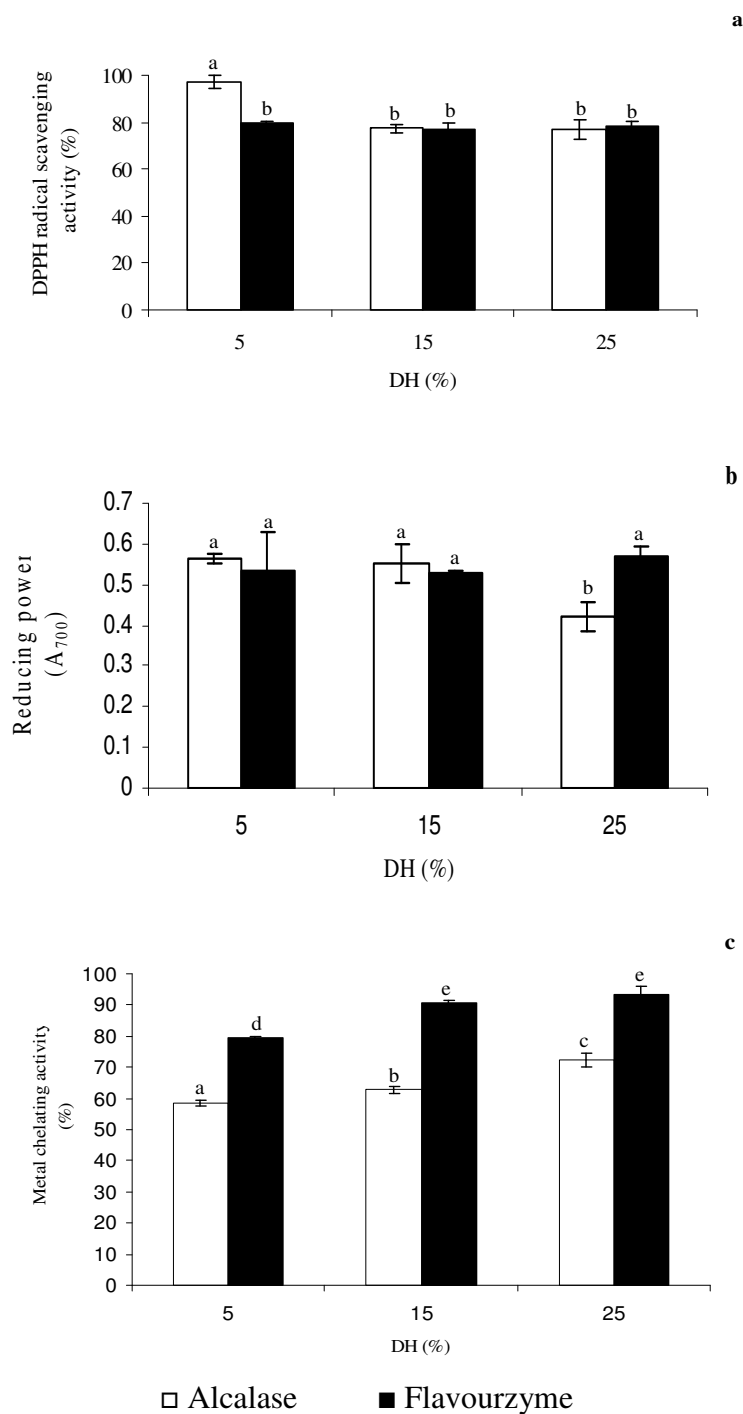 a
DPPH radical scavenging
activity (%)
100
80
60
40
20
0
a
b
b
b
b
b
5
15
25
DH (%)
b
Reducing power
(A700)
0.7
0.6
0.5
0.4
0.3
0.2
0.1
0
a
a
a
a
b
a
5
15
25
DH (%)
c
Metal chelating activity
(%)
100
90
80
70
60
50
40
30
20
10
0
a
d
b
e
c
e
5
15
25
DH (%)
Alcalase
Flavourzyme